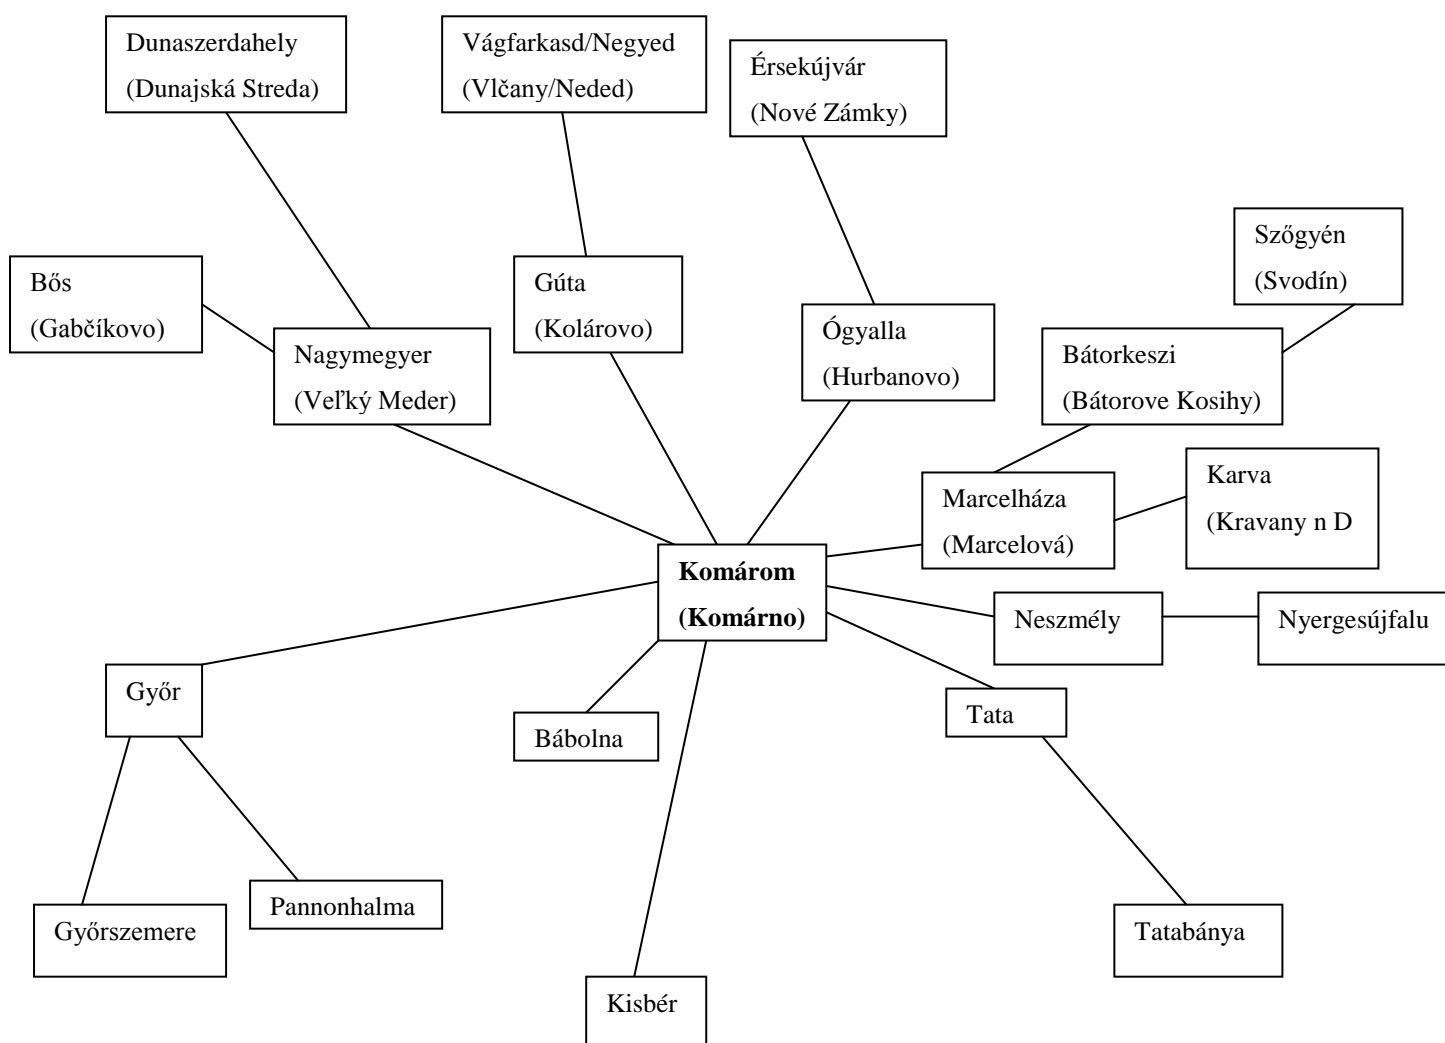 Dunaszerdahely
(Dunajská Streda)
Vágfarkasd/Negyed
(Vlčany/Neded)
Érsekújvár
(Nové Zámky)
Szőgyén
(Svodín)
Bős
(Gabčíkovo)
Gúta
(Kolárovo)
Ógyalla
(Hurbanovo)
Nagymegyer
(Veľký Meder)
Bátorkeszi
(Bátorove Kosihy)
Marcelháza
(Marcelová)
Karva
(Kravany n D
Komárom
(Komárno)
Neszmély
Nyergesújfalu
Győr
Bábolna
Tata
Pannonhalma
Győrszemere
Tatabánya
Kisbér